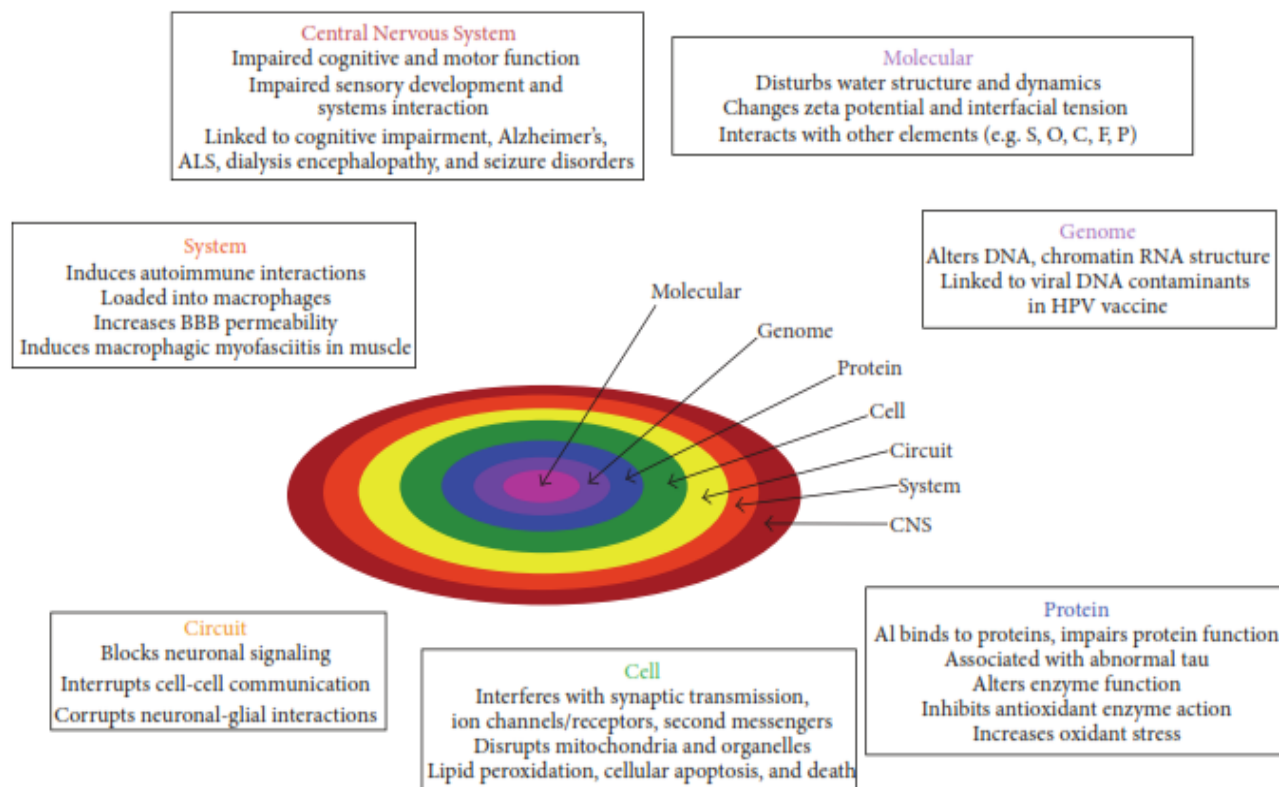 Central Nervous System
Impaired cognitive and motor function
Impaired sensory development and
systems interaction
Linked to cognitive impairment, Alzheimer's,
ALS, dialysis encephalopathy, and seizure disorders
Molecular
Disturbs water structure and dynamics
Changes zeta potential and interfacial tension
Interacts with other elements (e.g. S, O, C, F, P)
System
Induces autoimmune interactions
Loaded into macrophages
Increases BBB permeability
Induces macrophagic myofasciitis in muscle
Genome
Alters DNA, chromatin RNA structure
Linked to viral DNA contaminants
in HPV vaccine
Molecular
Genome
Protein
Cell
Circuit
System
CNS
Circuit
Blocks neuronal signaling
Interrupts cell-cell communication
Corrupts neuronal-glial interactions
Cell
Interferes with synaptic transmission,
ion channels/receptors, second messengers
Disrupts mitochondria and organelles
Lipid peroxidation, cellular apoptosis, and death
Protein
Al binds to proteins, impairs protein function
Associated with abnormal tau
Alters enzyme function
Inhibits antioxidant enzyme action
Increases oxidant stress